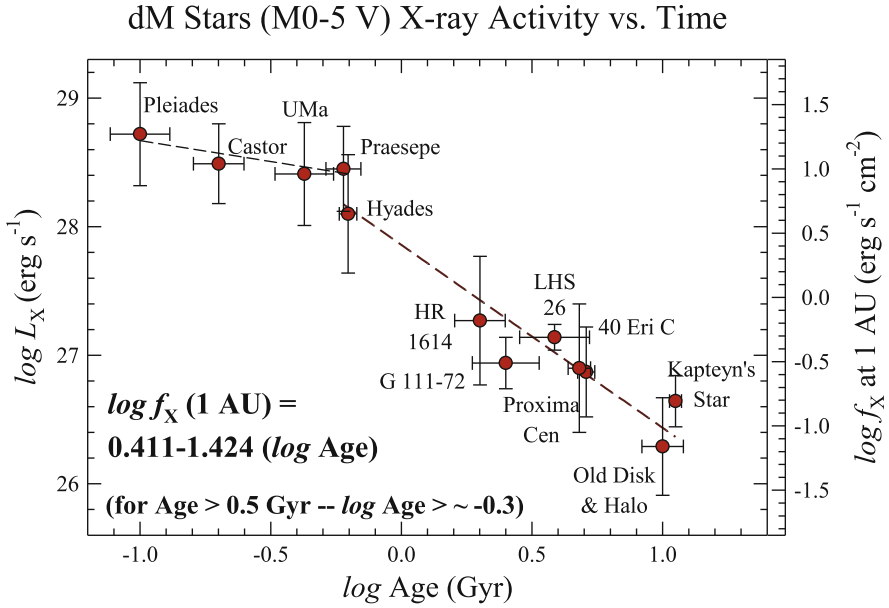 dM Stars (M0-5 V) X-ray Activity vs. Time
29
28
27
26
log L_X (erg s⁻¹)
Pleiades
Castor
UMa
Praesepe
Hyades
HR
1614
G 111-72
LHS
26
40 Eri C
Proxima
Cen
Kapteyn's
Star
Old Disk
& Halo
log f_X (1 AU) =
0.411-1.424 (log Age)
(for Age > 0.5 Gyr -- log Age > ~ -0.3)
1.5
1.0
0.5
0.0
-0.5
-1.0
-1.5
log f_X at 1 AU (erg s⁻¹ cm⁻²)
-1.0
-0.5
0.0
0.5
1.0
log Age (Gyr)